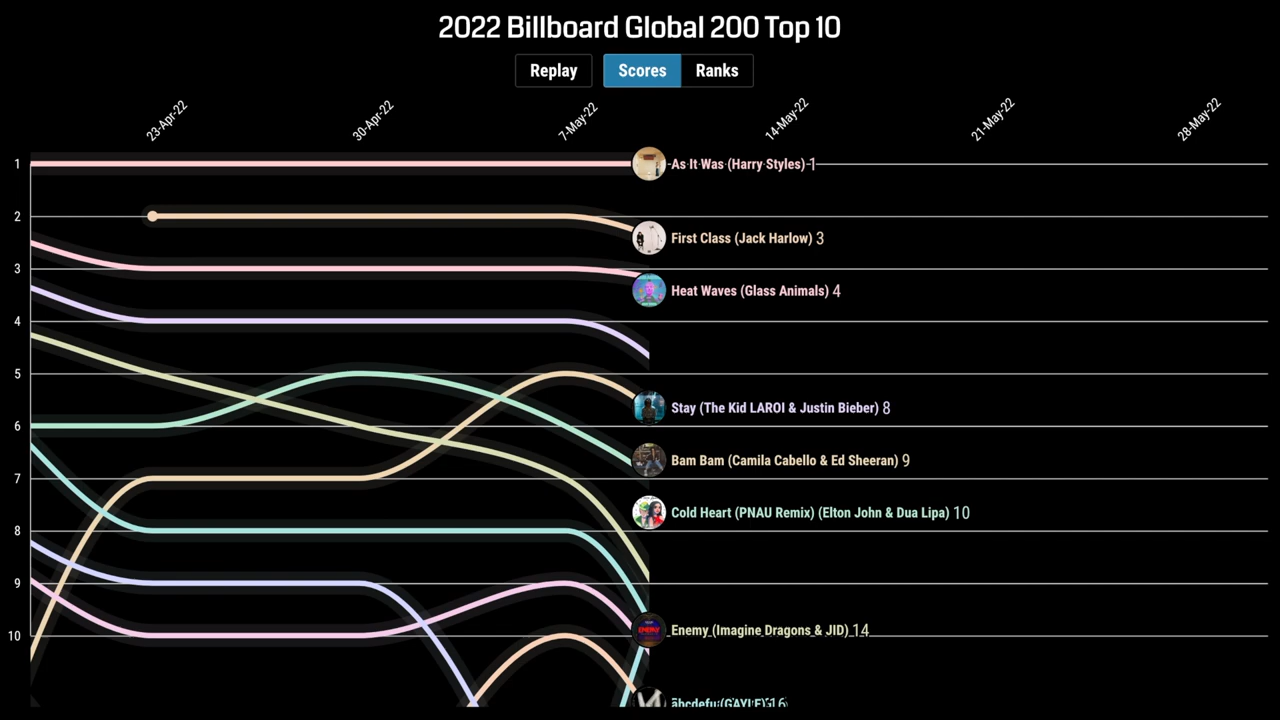 2022 Billboard Global 200 Top 10
Replay Scores Ranks
23-Apr-22 30-Apr-22 7-May-22 14-May-22 21-May-22 28-May-22
1 As It Was (Harry Styles) 1
2
First Class (Jack Harlow) 3
3
Heat Waves (Glass Animals) 4
4
5
Stay (The Kid LAROI & Justin Bieber) 8
6
Bam Bam (Camila Cabello & Ed Sheeran) 9
7
Cold Heart (PNAU Remix) (Elton John & Dua Lipa) 10
8
9
10 Enemy (Imagine Dragons & JID) 14